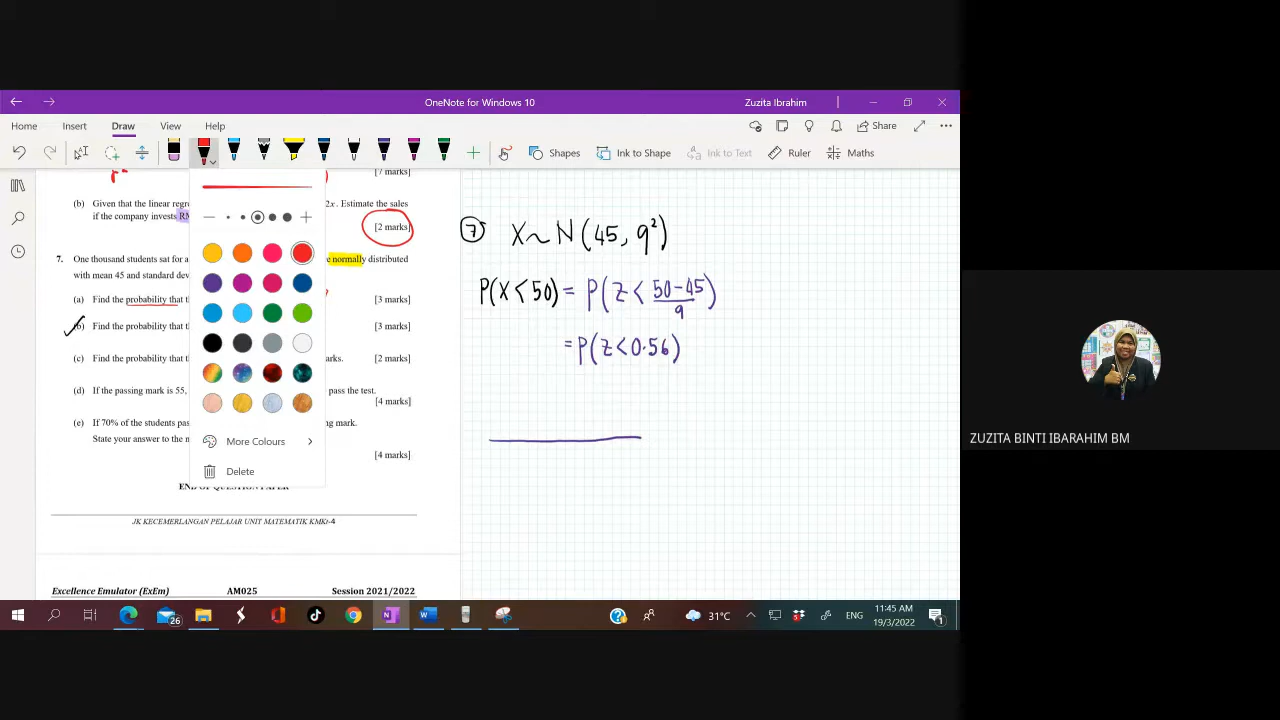 OneNote for Windows 10
Zuzita Ibrahim
Home Insert Draw View Help
Share
Shapes Ink to Shape Ink to Text Ruler Maths
[7 marks]
(b) Given that the linear regre 2x. Estimate the sales
if the company invests RM
[2 marks]
7. One thousand students sat for a normally distributed
with mean 45 and standard dev
(a) Find the probability that t [3 marks]
(b) Find the probability that t [3 marks]
(c) Find the probability that t marks. [2 marks]
(d) If the passing mark is 55, pass the test.
[4 marks]
(e) If 70% of the students pas ng mark.
State your answer to the n
[4 marks]
END OF QUESTION PAPER
JK KECEMERLANGAN PELAJAR UNIT MATEMATIK KMKt-4
Excellence Emulator (ExEm) AM025 Session 2021/2022
More Colours
Delete
7 X ~ N (45, 9²)
P(X < 50) = P(Z < 50-45
9)
= P(Z < 0.56)
ZUZITA BINTI IBARAHIM BM
26
31°C
ENG
11:45 AM
19/3/2022
1